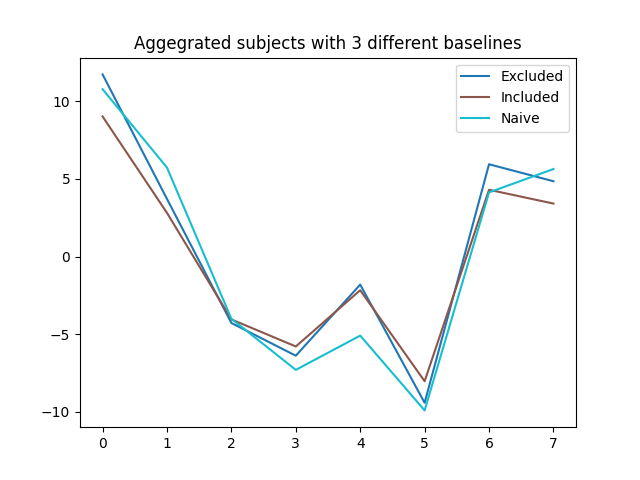 Aggegrated subjects with 3 different baselines
Excluded
Included
Naive
10
5
0
−5
−10
0 1 2 3 4 5 6 7